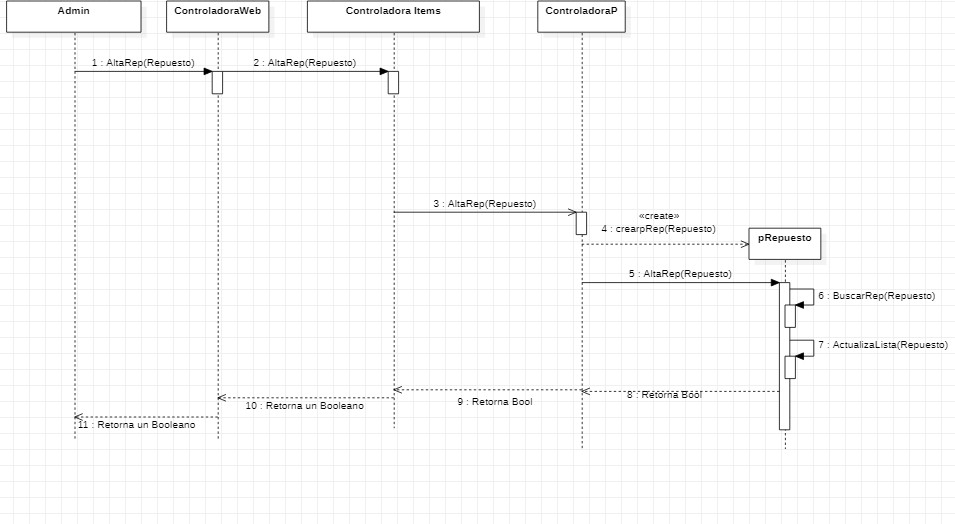 Admin
ControladoraWeb
Controladora Items
ControladoraP
1 : AltaRep(Repuesto)
2 : AltaRep(Repuesto)
3 : AltaRep(Repuesto)
«create»
4 : crearpRep(Repuesto)
pRepuesto
5 : AltaRep(Repuesto)
6 : BuscarRep(Repuesto)
7 : ActualizaLista(Repuesto)
8 : Retorna Bool
9 : Retorna Bool
10 : Retorna un Booleano
11 : Retorna un Booleano